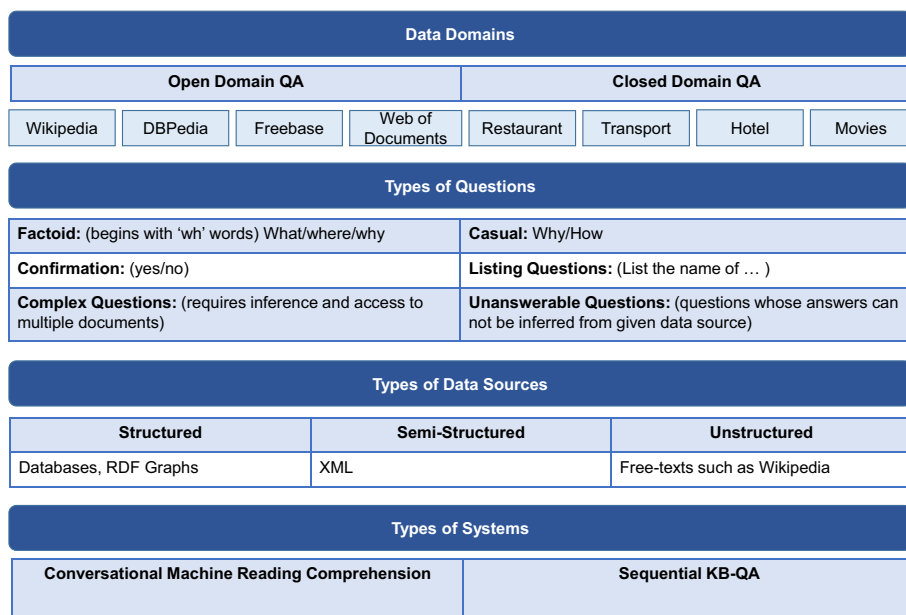 Data Domains
Open Domain QA
Closed Domain QA
Wikipedia
DBPedia
Freebase
Web of
Documents
Restaurant
Transport
Hotel
Movies
Types of Questions
Factoid: (begins with ‘wh’ words) What/where/why
Casual: Why/How
Confirmation: (yes/no)
Listing Questions: (List the name of … )
Complex Questions: (requires inference and access to
multiple documents)
Unanswerable Questions: (questions whose answers can
not be inferred from given data source)
Types of Data Sources
Structured
Semi-Structured
Unstructured
Databases, RDF Graphs
XML
Free-texts such as Wikipedia
Types of Systems
Conversational Machine Reading Comprehension
Sequential KB-QA